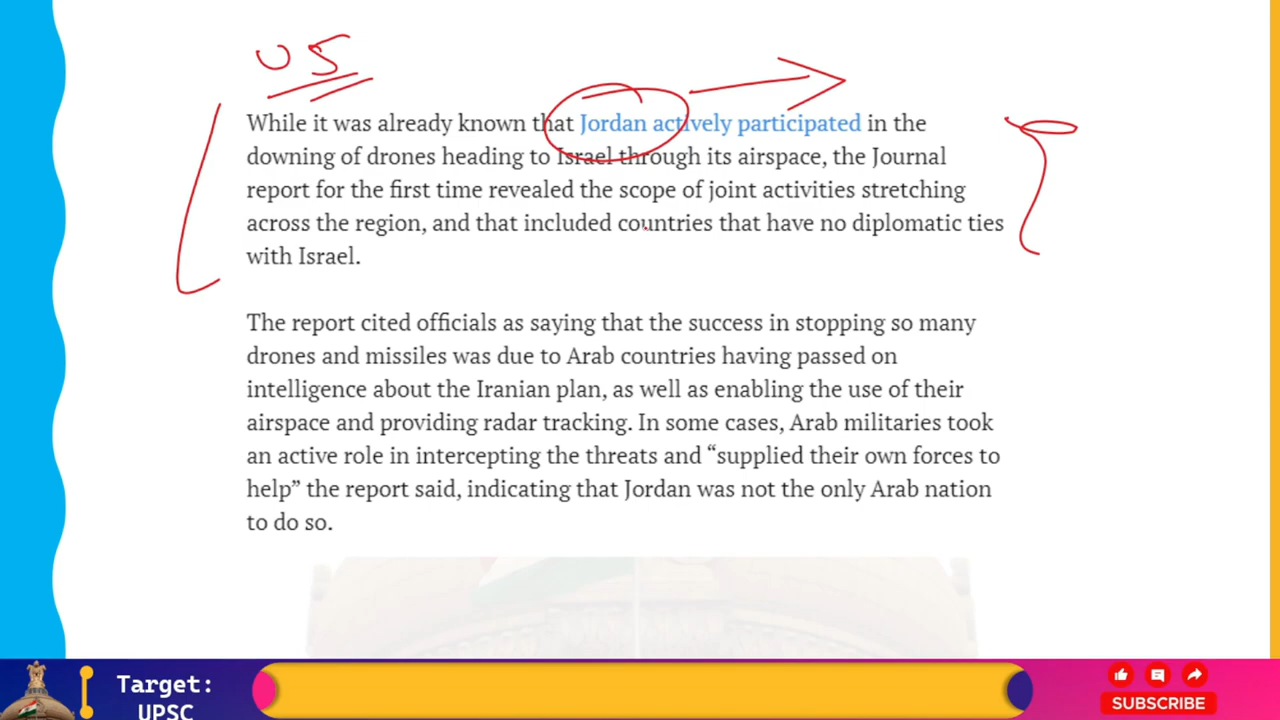 US
While it was already known that Jordan actively participated in the
downing of drones heading to Israel through its airspace, the Journal
report for the first time revealed the scope of joint activities stretching
across the region, and that included countries that have no diplomatic ties
with Israel.
The report cited officials as saying that the success in stopping so many
drones and missiles was due to Arab countries having passed on
intelligence about the Iranian plan, as well as enabling the use of their
airspace and providing radar tracking. In some cases, Arab militaries took
an active role in intercepting the threats and “supplied their own forces to
help” the report said, indicating that Jordan was not the only Arab nation
to do so.
Target:
UPSC
SUBSCRIBE